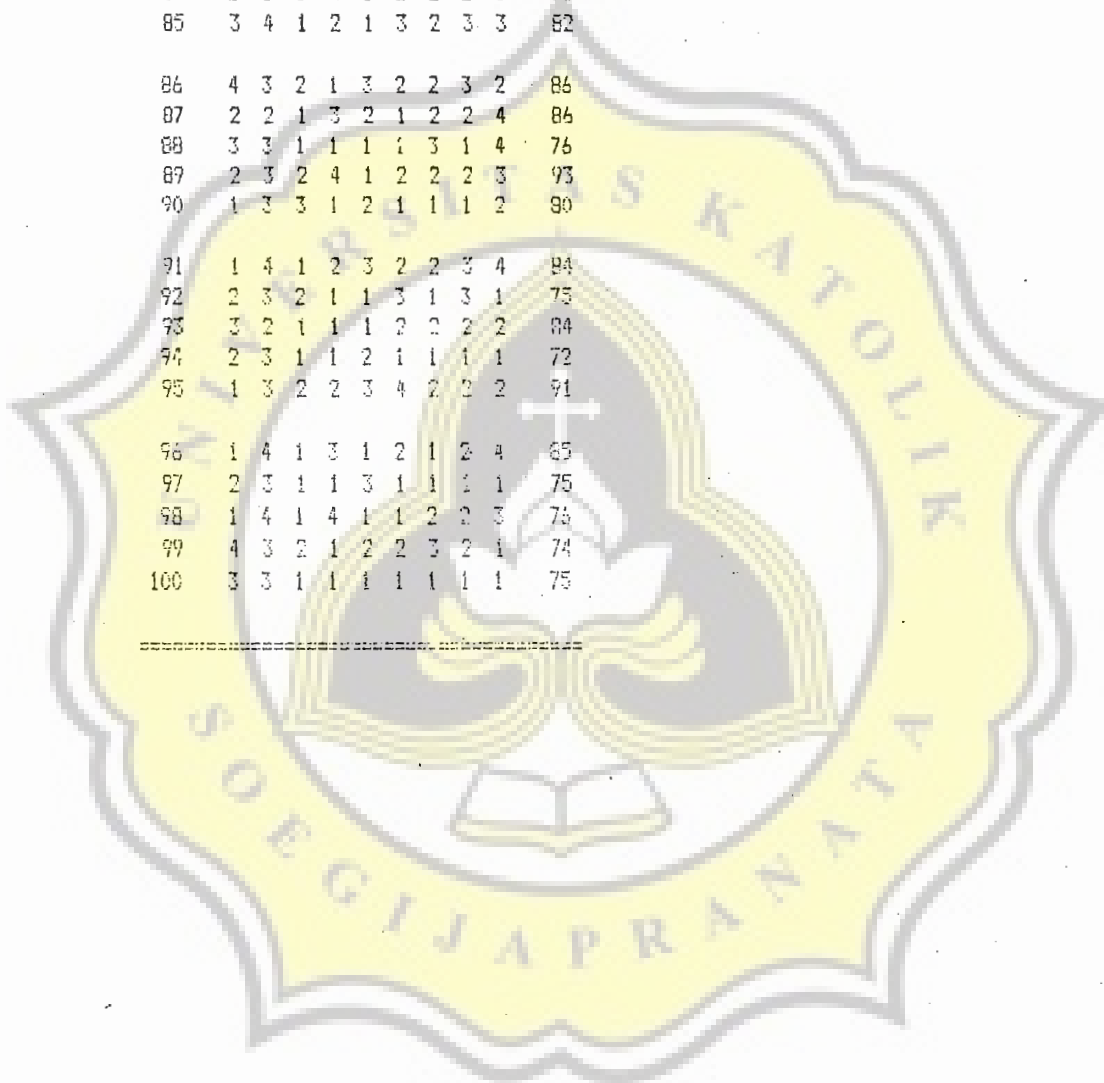 85 3 4 1 2 1 3 2 3 3 82
86 4 3 2 1 3 2 2 3 2 86
87 2 2 1 3 2 1 2 2 4 86
88 3 3 1 1 1 1 3 1 4 76
89 2 3 2 4 1 2 2 2 3 93
90 1 3 3 1 2 1 1 1 2 80
91 1 4 1 2 3 2 2 3 4 84
92 2 3 2 1 1 3 1 3 1 75
93 3 2 1 1 1 2 2 2 2 84
94 2 3 1 1 2 1 1 1 1 72
95 1 3 2 2 3 4 2 2 2 91
96 1 4 1 3 1 2 1 2 4 85
97 2 3 1 1 3 1 1 1 1 75
98 1 4 1 4 1 1 2 2 3 76
99 4 3 2 1 2 2 3 2 1 74
100 3 3 1 1 1 1 1 1 1 75
UNIVERSITAS KATOLIK
SOEGIJAPRANATA